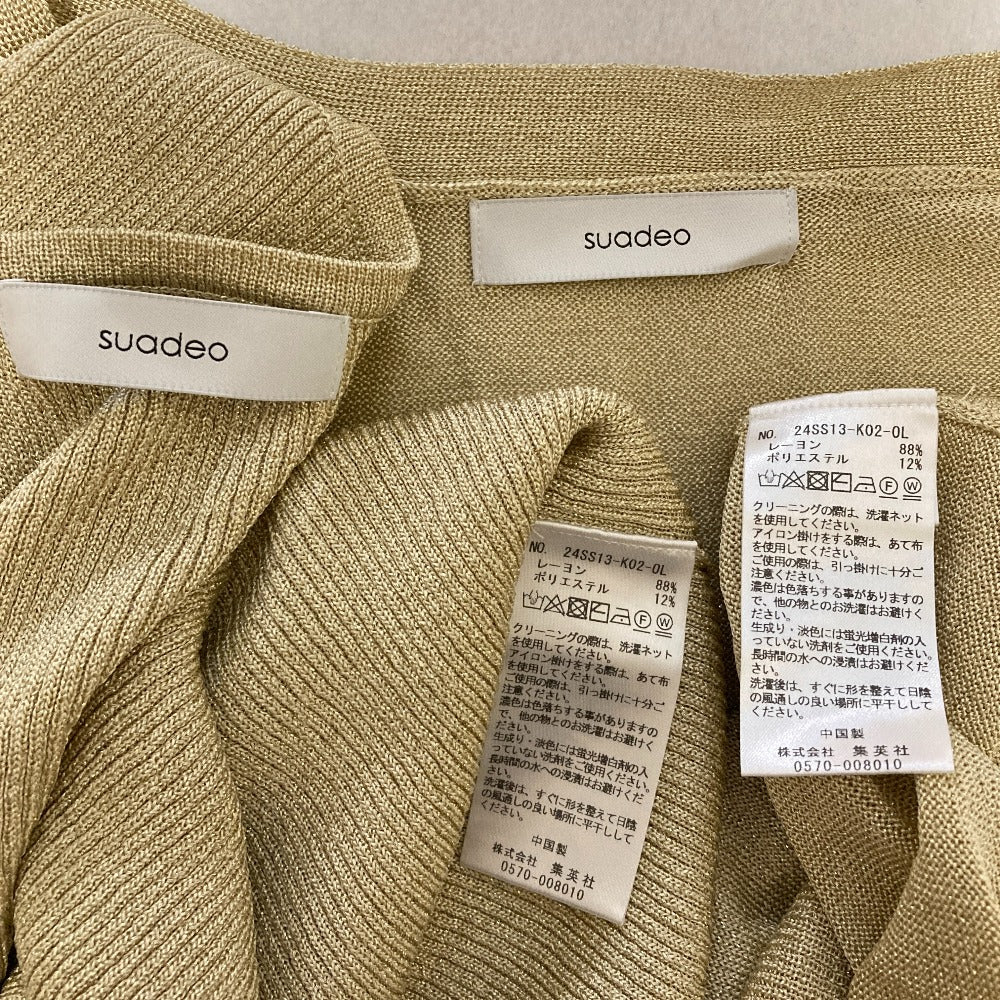 suadeo
suadeo
NO. 24SS13-K02-OL
レーヨン 88%
ポリエステル 12%
クリーニングの際は、洗濯ネット
を使用してください。
アイロン掛けをする際は、あて布
を使用してください。
ご使用の際は、引っ掛けに十分ご
注意ください。
濃色は色落ちする事がありますの
で、他の物とのお洗濯はお避けく
ださい。
生成り・淡色には蛍光増白剤の入
っていない洗剤をご使用ください。
長時間の水への浸漬はお避けくだ
さい。
洗濯後は、すぐに形を整えて日陰
の風通しの良い場所に平干しして
ください。
中国製
株式会社 集英社
0570-008010
NO. 24SS13-K02-OL
レーヨン 88%
ポリエステル 12%
クリーニングの際は、洗濯ネット
を使用してください。
アイロン掛けをする際は、あて布
を使用してください。
ご使用の際は、引っ掛けに十分ご
注意ください。
濃色は色落ちする事がありますの
で、他の物とのお洗濯はお避けく
ださい。
生成り・淡色には蛍光増白剤の入
っていない洗剤をご使用ください。
長時間の水への浸漬はお避けくだ
さい。
洗濯後は、すぐに形を整えて日陰
の風通しの良い場所に平干しして
ください。
中国製
株式会社 集英社
0570-008010